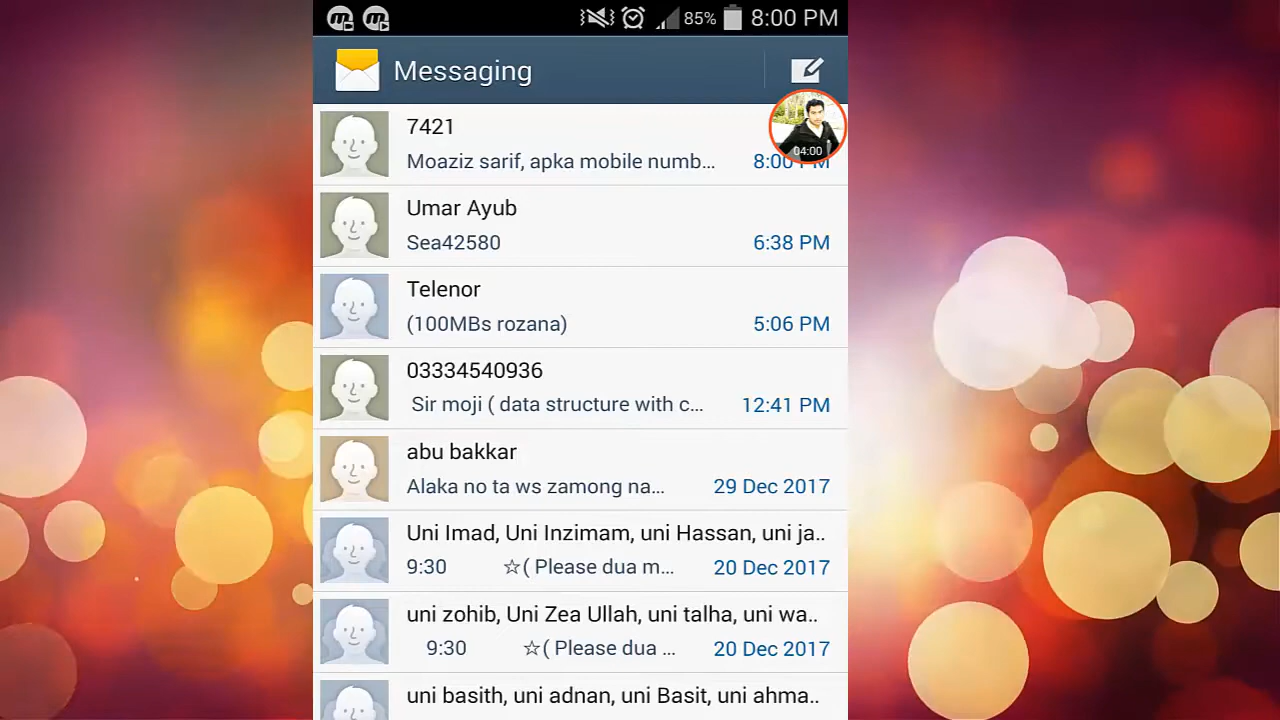 85% 8:00 PM
Messaging
7421
04:00
Moaziz sarif, apka mobile numb... 8:00 PM
Umar Ayub
Sea42580 6:38 PM
Telenor
(100MBs rozana) 5:06 PM
03334540936
Sir moji ( data structure with c... 12:41 PM
abu bakkar
Alaka no ta ws zamong na... 29 Dec 2017
Uni Imad, Uni Inzimam, uni Hassan, uni ja..
9:30 ☆( Please dua m... 20 Dec 2017
uni zohib, Uni Zea Ullah, uni talha, uni wa..
9:30 ☆( Please dua ... 20 Dec 2017
uni basith, uni adnan, uni Basit, uni ahma..